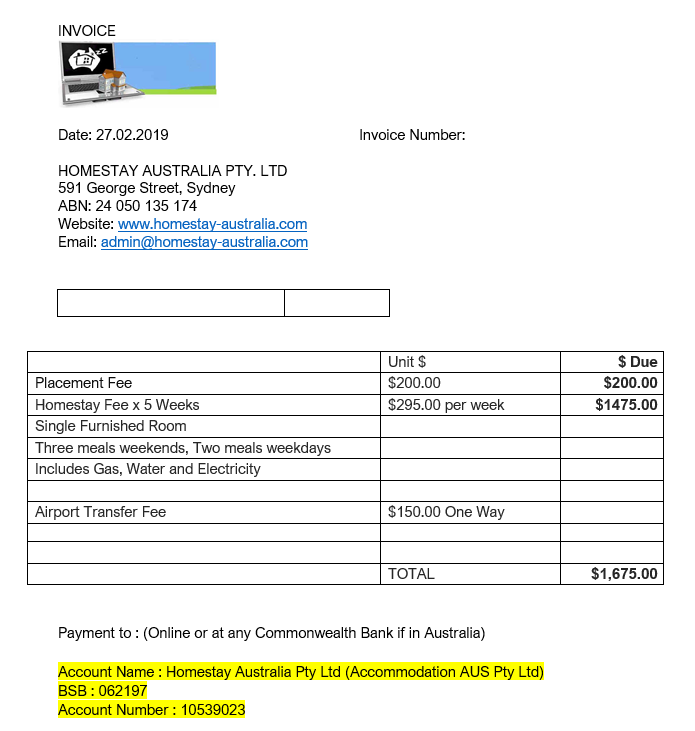 INVOICE
Date: 27.02.2019 Invoice Number:
HOMESTAY AUSTRALIA PTY. LTD
591 George Street, Sydney
ABN: 24 050 135 174
Website: www.homestay-australia.com
Email: admin@homestay-australia.com
Unit $ $ Due
Placement Fee $200.00 $200.00
Homestay Fee x 5 Weeks $295.00 per week $1475.00
Single Furnished Room
Three meals weekends, Two meals weekdays
Includes Gas, Water and Electricity
Airport Transfer Fee $150.00 One Way
TOTAL $1,675.00
Payment to : (Online or at any Commonwealth Bank if in Australia)
Account Name : Homestay Australia Pty Ltd (Accommodation AUS Pty Ltd)
BSB : 062197
Account Number : 10539023